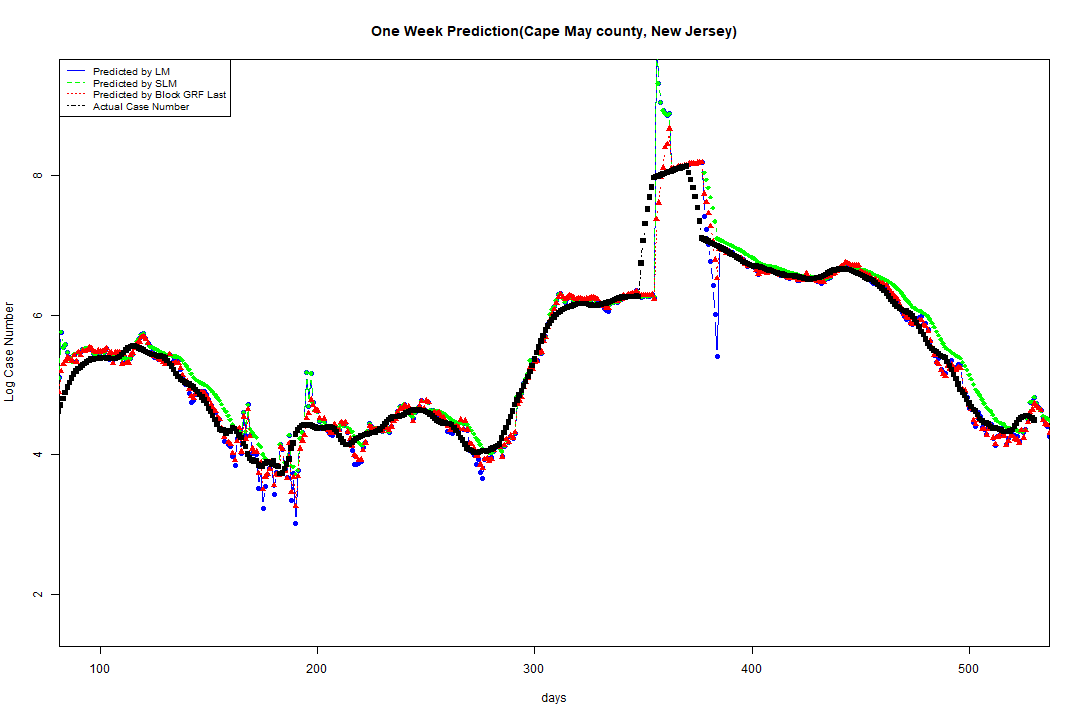 One Week Prediction(Cape May county, New Jersey)
Predicted by LM
Predicted by SLM
Predicted by Block GRF Last
Actual Case Number
8
6
4
2
Log Case Number
100 200 300 400 500
days